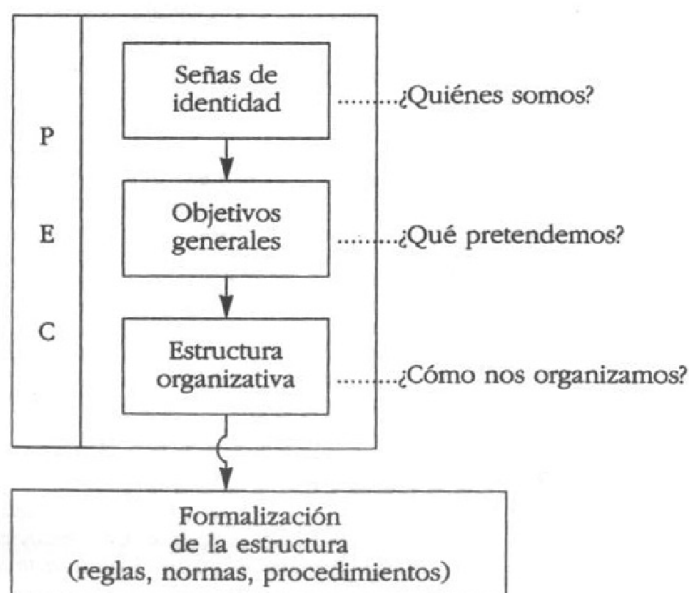 Señas de
identidad
........¿Quiénes somos?
P
Objetivos
generales
........¿Qué pretendemos?
E
Estructura
organizativa
........¿Cómo nos organizamos?
C
Formalización
de la estructura
(reglas, normas, procedimientos)